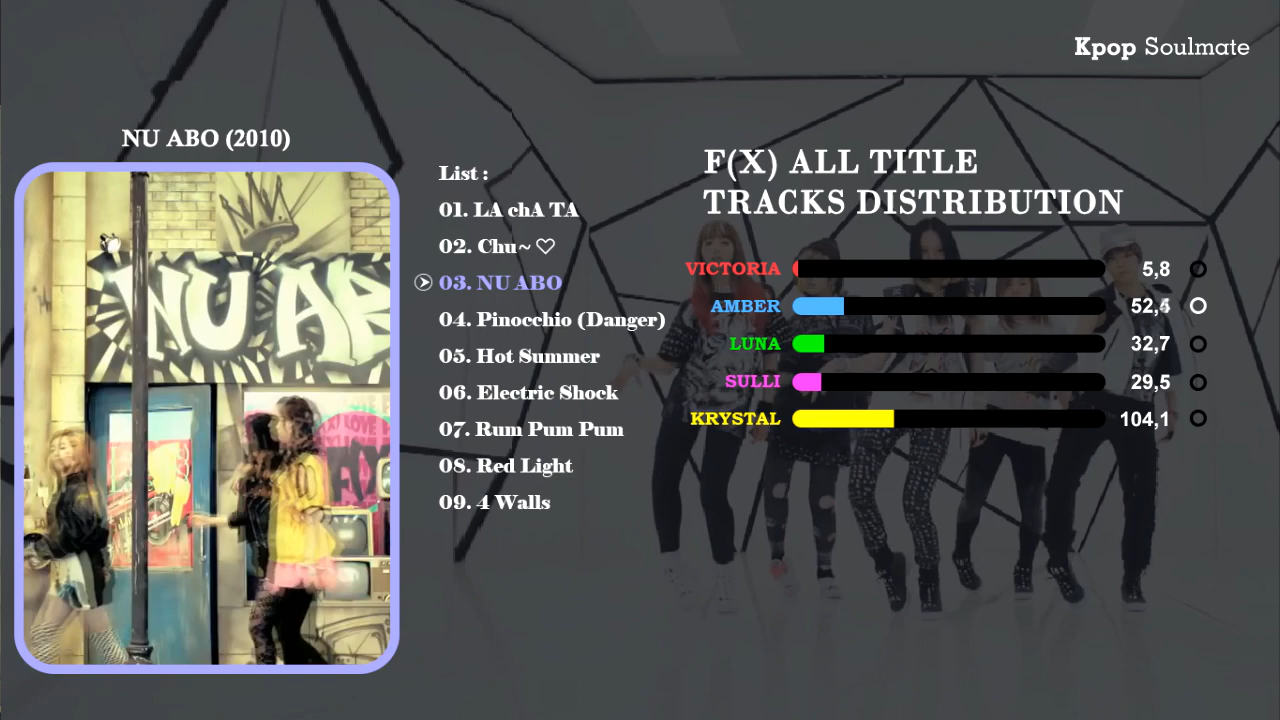 Kpop Soulmate
NU ABO (2010)
NU AB
List :
01. LA chA TA
02. Chu~ ♡
03. NU ABO
04. Pinocchio (Danger)
05. Hot Summer
06. Electric Shock
07. Rum Pum Pum
08. Red Light
09. 4 Walls
F(X) ALL TITLE
TRACKS DISTRIBUTION
VICTORIA 5,8
AMBER 52,4
LUNA 32,7
SULLI 29,5
KRYSTAL 104,1